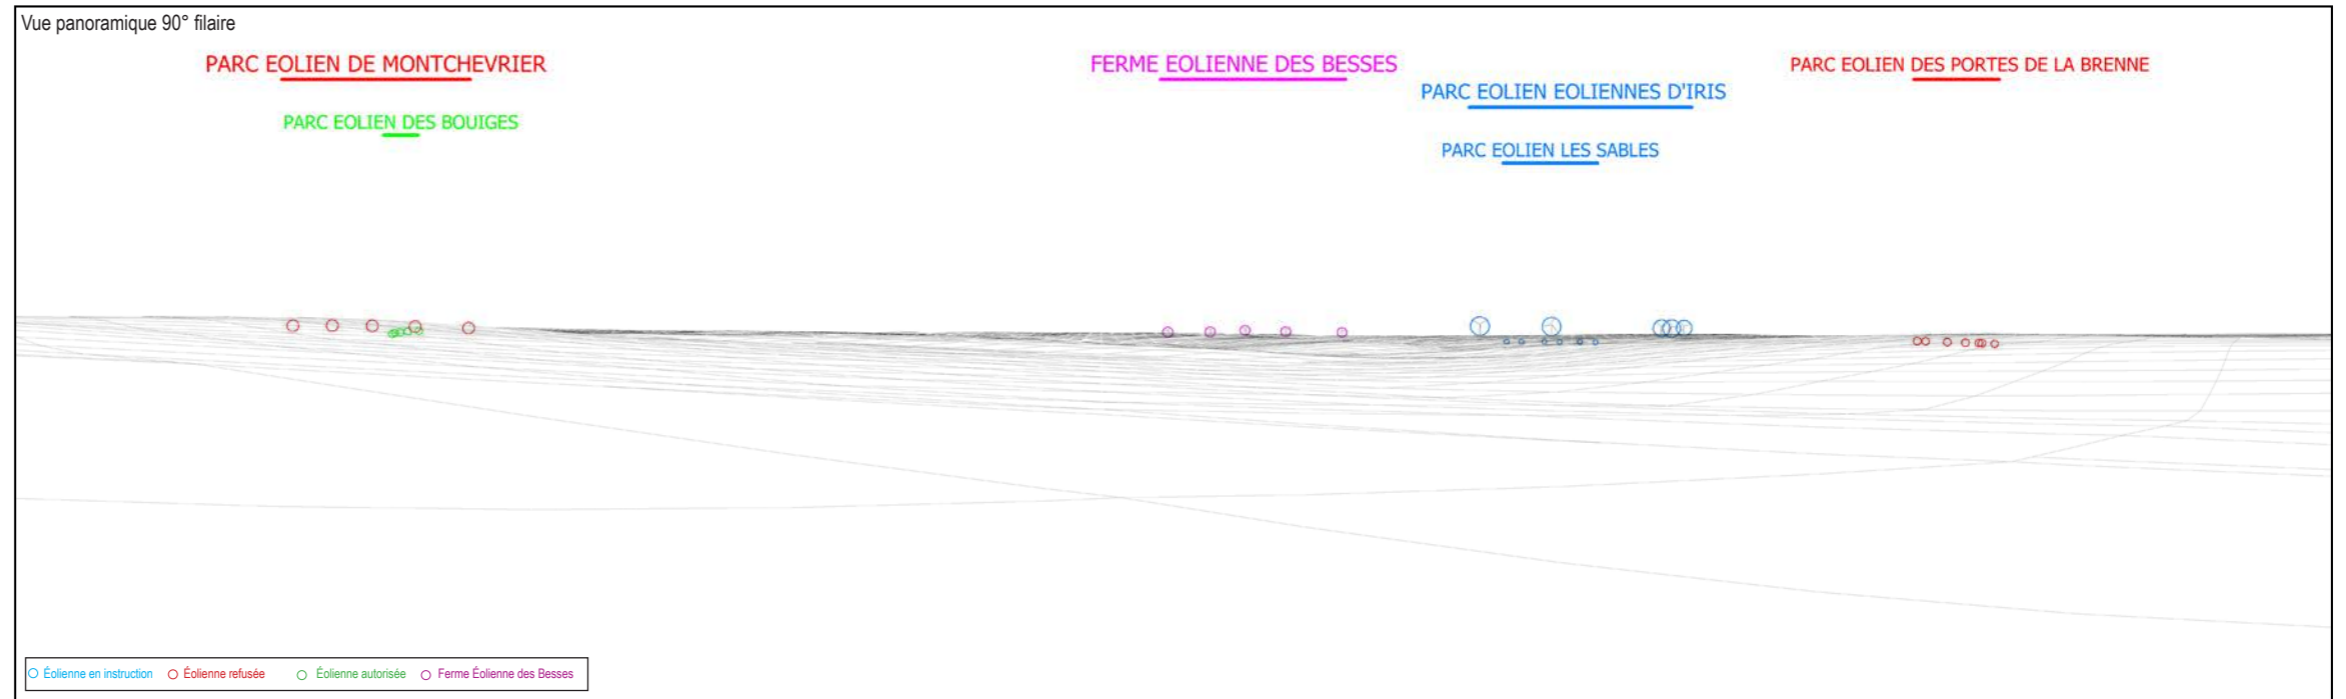 Vue panoramique 90° filaire
PARC EOLIEN DE MONTCHEVRIER
FERME EOLIENNE DES BESSES
PARC EOLIEN DES PORTES DE LA BRENNE
PARC EOLIEN EOLIENNES D'IRIS
PARC EOLIEN DES BOUIGES
PARC EOLIEN LES SABLES
Éolienne en instruction
Éolienne refusée
Éolienne autorisée
Ferme Éolienne des Besses